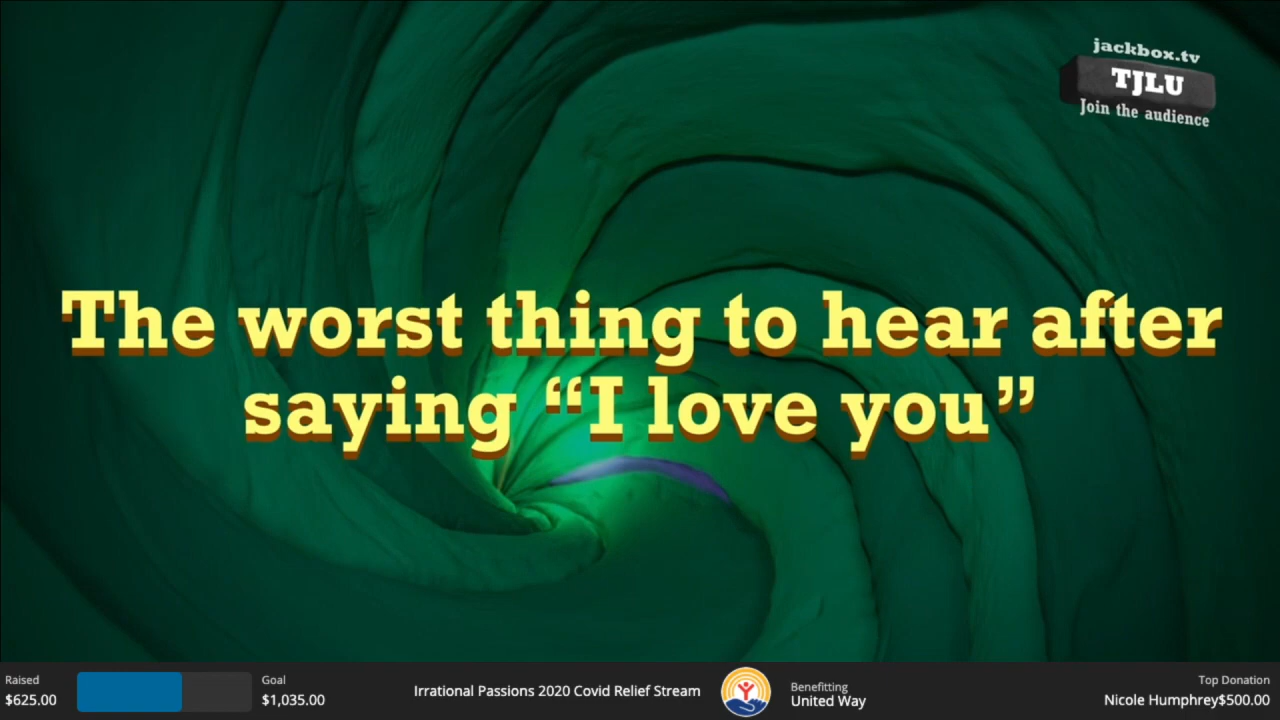 jackbox.tv
TJLU
Join the audience
The worst thing to hear after
saying “I love you”
Raised
$625.00
Goal
$1,035.00
Irrational Passions 2020 Covid Relief Stream
Benefitting
United Way
Top Donation
Nicole Humphrey$500.00